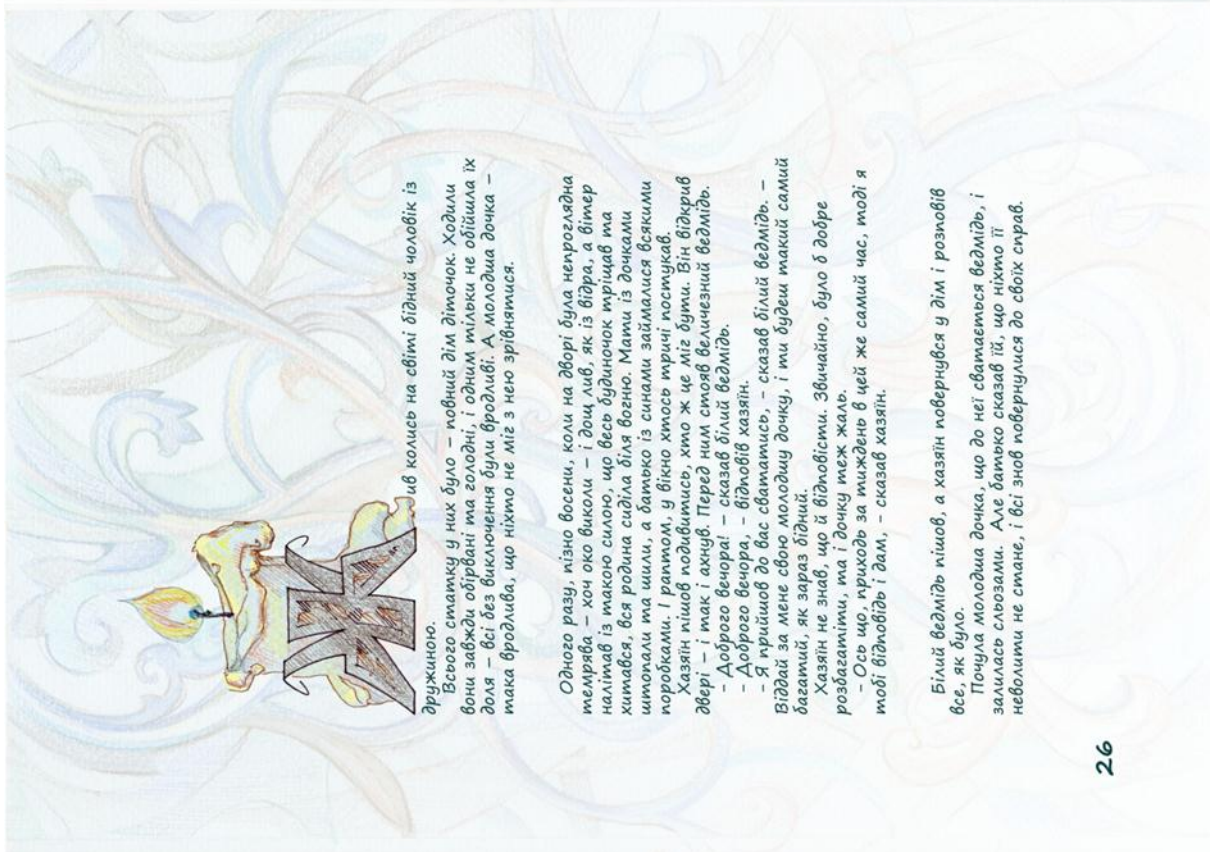 Жив колись на світі бідний чоловік із
дружиною.
Всього статку у них було – повний дім діточок. Ходили
вони завжди обірвані та голодні, і одним тільки не обійшла їх
доля – всі без виключення були вродливі. А молодша дочка –
така вродлива, що ніхто не міг з нею зрівнятися.
Одного разу, пізно восени, коли на дворі була непроглядна
темрява – хоч око виколи – і дощ лив, як із відра, а вітер
налітав із такою силою, що весь будиночок тріщав та
хитався, вся родина сиділа біля вогню. Мати із дочками
штопали та шили, а батько із синами займалися всякими
поробками. І раптом, у вікно хтось тричі постукав.
Хазяїн пішов подивитись, хто ж це міг бути. Він відкрив
двері – і так і акнув. Перед ним стояв величезний ведмідь.
– Доброго вечора! – сказав білий ведмідь.
– Доброго вечора, – відповів хазяїн.
– Я прийшов до вас сватись, – сказав білий ведмідь. –
Віддай за мене свою молодшу дочку, і ти будеш такий самий
багатий, як зараз бідний.
Хазяїн не знав, що й відповісти. Звичайно, було б добре
розбагатіти, та і дочку теж жаль.
– Ось що, приходь за тиждень в цей же самий час, тоді я
тобі відповідь і дам, – сказав хазяїн.
Білий ведмідь пішов, а хазяїн повернувся у дім і розповів
все, як було.
Почула молодша дочка, що до неї сватається ведмідь, і
залилась сльозами. Але батько сказав їй, що ніхто її
неволити не стане, і всі знов повернулися до своїх справ.
26